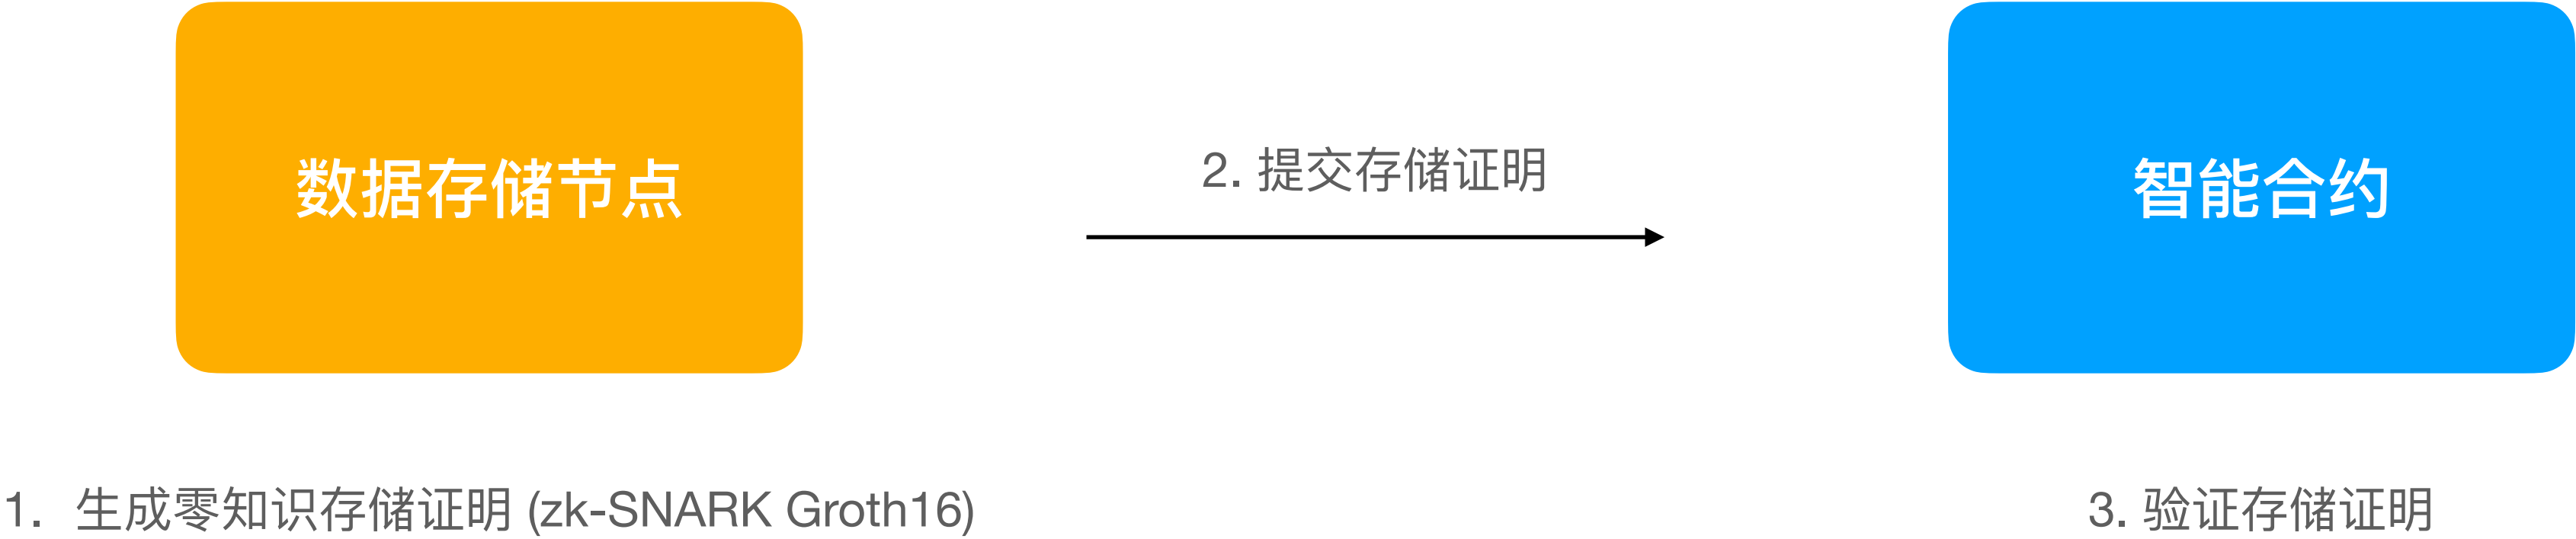 数据存储节点
2. 提交存储证明
智能合约
1. 生成零知识存储证明 (zk-SNARK Groth16)
3. 验证存储证明